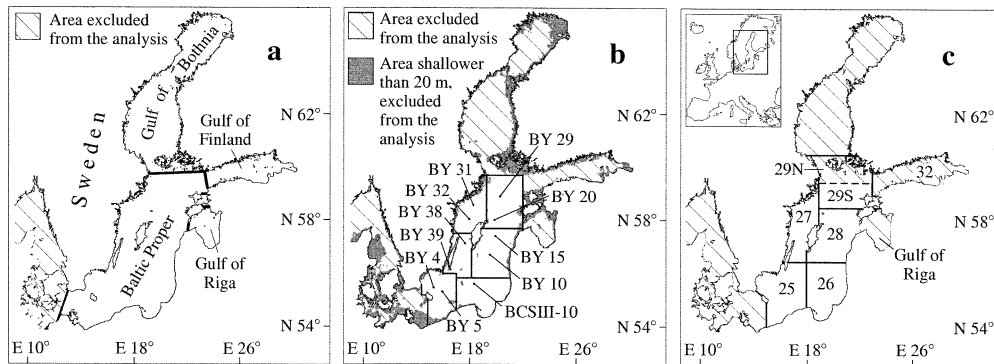 Area excluded
from the analysis
a
Gulf of
Bothnia
Sweden
Gulf of
Finland
Baltic Proper
Gulf of
Riga
N 62°
N 58°
N 54°
E 10°
E 18°
E 26°
Area excluded
from the analysis
Area shallower
than 20 m,
excluded
from the
analysis
b
BY 29
BY 31
BY 32
BY 38
BY 39
BY 4
BY 20
BY 15
BY 10
BCSIII-10
BY 5
N 62°
N 58°
N 54°
E 10°
E 18°
E 26°
c
29N
32
29S
27
28
Gulf of
Riga
25
26
N 62°
N 58°
N 54°
E 10°
E 18°
E 26°